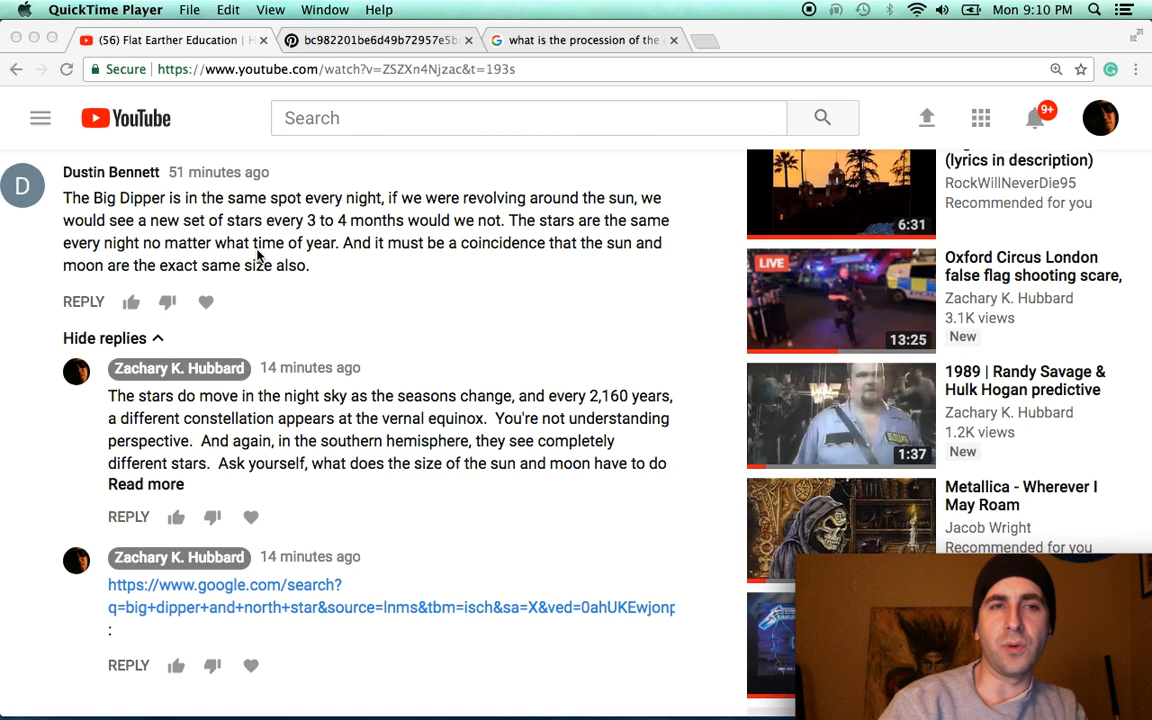 QuickTime Player File Edit View Window Help Mon 9:10 PM
(56) Flat Earther Education | H
bc982201be6d49b72957e5b
what is the procession of the e
Secure https://www.youtube.com/watch?v=ZSZXn4Njzac&t=193s
YouTube
Search
9+
D
Dustin Bennett 51 minutes ago
The Big Dipper is in the same spot every night, if we were revolving around the sun, we
would see a new set of stars every 3 to 4 months would we not. The stars are the same
every night no matter what time of year. And it must be a coincidence that the sun and
moon are the exact same size also.
REPLY
Hide replies
Zachary K. Hubbard 14 minutes ago
The stars do move in the night sky as the seasons change, and every 2,160 years,
a different constellation appears at the vernal equinox. You're not understanding
perspective. And again, in the southern hemisphere, they see completely
different stars. Ask yourself, what does the size of the sun and moon have to do
Read more
REPLY
Zachary K. Hubbard 14 minutes ago
https://www.google.com/search?
q=big+dipper+and+north+star&source=lnms&tbm=isch&sa=X&ved=0ahUKEwjonp
:
REPLY
6:31
(lyrics in description)
RockWillNeverDie95
Recommended for you
LIVE
13:25
Oxford Circus London
false flag shooting scare,
Zachary K. Hubbard
3.1K views
New
1:37
1989 | Randy Savage &
Hulk Hogan predictive
Zachary K. Hubbard
1.2K views
New
Metallica - Wherever I
May Roam
Jacob Wright
Recommended for you